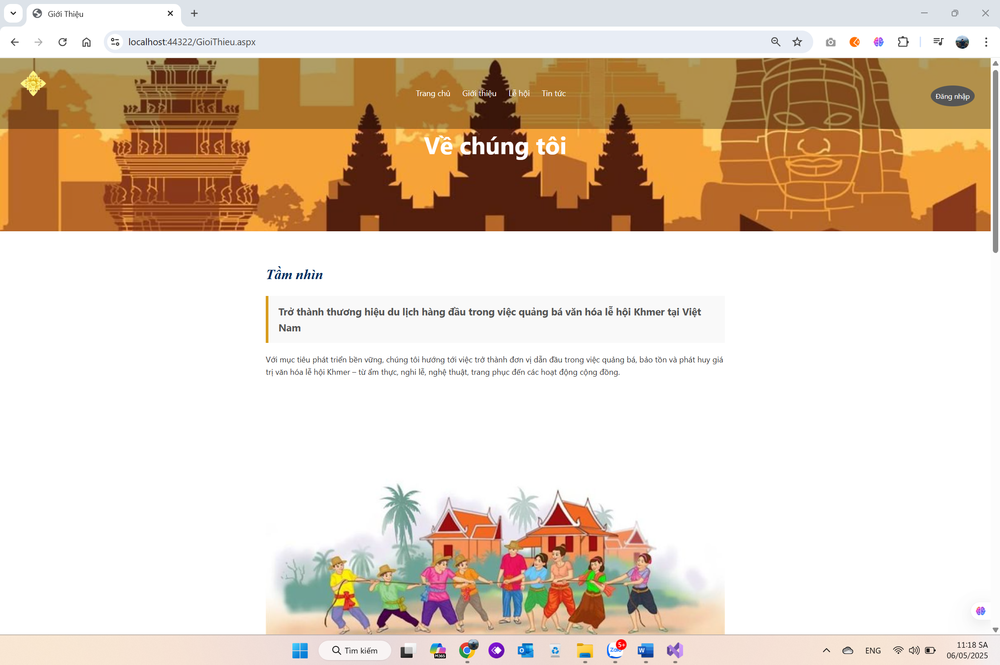 Giới Thiệu
localhost:44322/GioiThieu.aspx
Trang chủ Giới thiệu Lễ hội Tin tức
Đăng nhập
Về chúng tôi
Tầm nhìn
Trở thành thương hiệu du lịch hàng đầu trong việc quảng bá văn hóa lễ hội Khmer tại Việt
Nam
Với mục tiêu phát triển bền vững, chúng tôi hướng tới việc trở thành đơn vị dẫn đầu trong việc quảng bá, bảo tồn và phát huy giá
trị văn hóa lễ hội Khmer – từ ẩm thực, nghi lễ, nghệ thuật, trang phục đến các hoạt động cộng đồng.
Tìm kiếm
M365
Zalo
5+
ENG
11:18 SA
06/05/2025